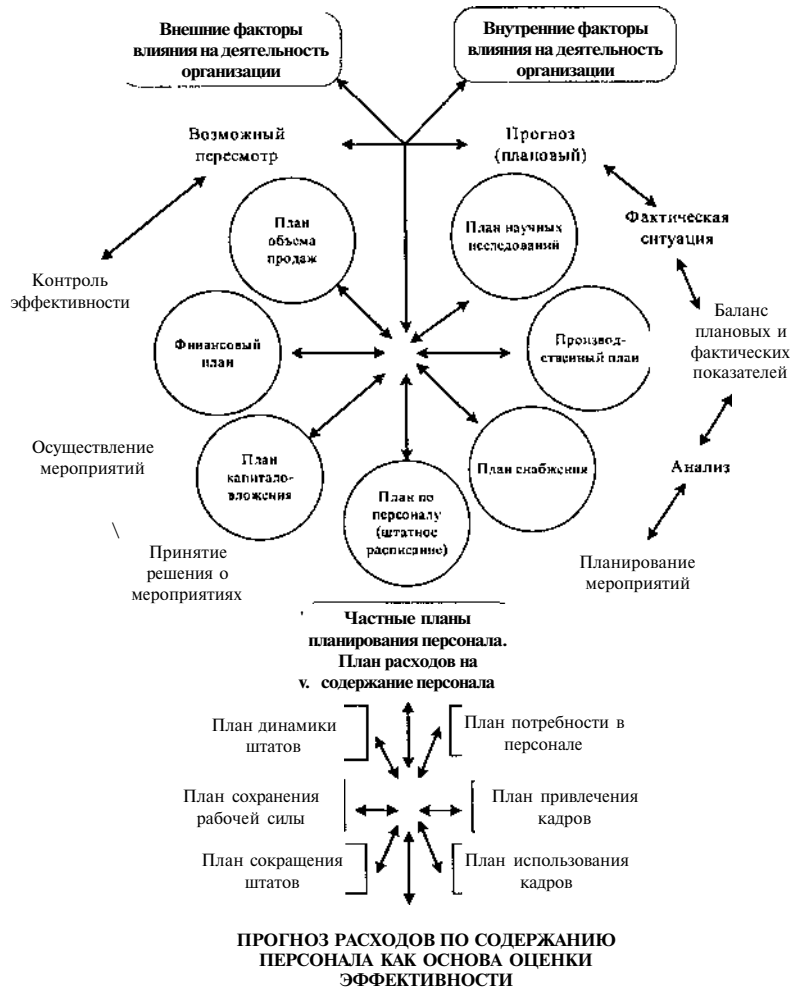 Внешние факторы
влияния на деятельность
организации
Внутренние факторы
влияния на деятельность
организации
Возможный
пересмотр
Прогноз
(плановый)
Фактическая
ситуация
Контроль
эффективности
План
объема
продаж
План научных
исследований
Баланс
плановых и
фактических
показателей
Финансовый
план
Производ-
ственный план
Осуществление
мероприятий
План
капитало-
вложения
План по
персоналу
(штатное
расписание)
План снабжения
Анализ
Принятие
решения о
мероприятиях
Планирование
мероприятий
Частные планы
планирования персонала.
План расходов на
v. содержание персонала
План динамики
штатов
План потребности в
персонале
План сохранения
рабочей силы
План привлечения
кадров
План сокращения
штатов
План использования
кадров
ПРОГНОЗ РАСХОДОВ ПО СОДЕРЖАНИЮ
ПЕРСОНАЛА КАК ОСНОВА ОЦЕНКИ
ЭФФЕКТИВНОСТИ